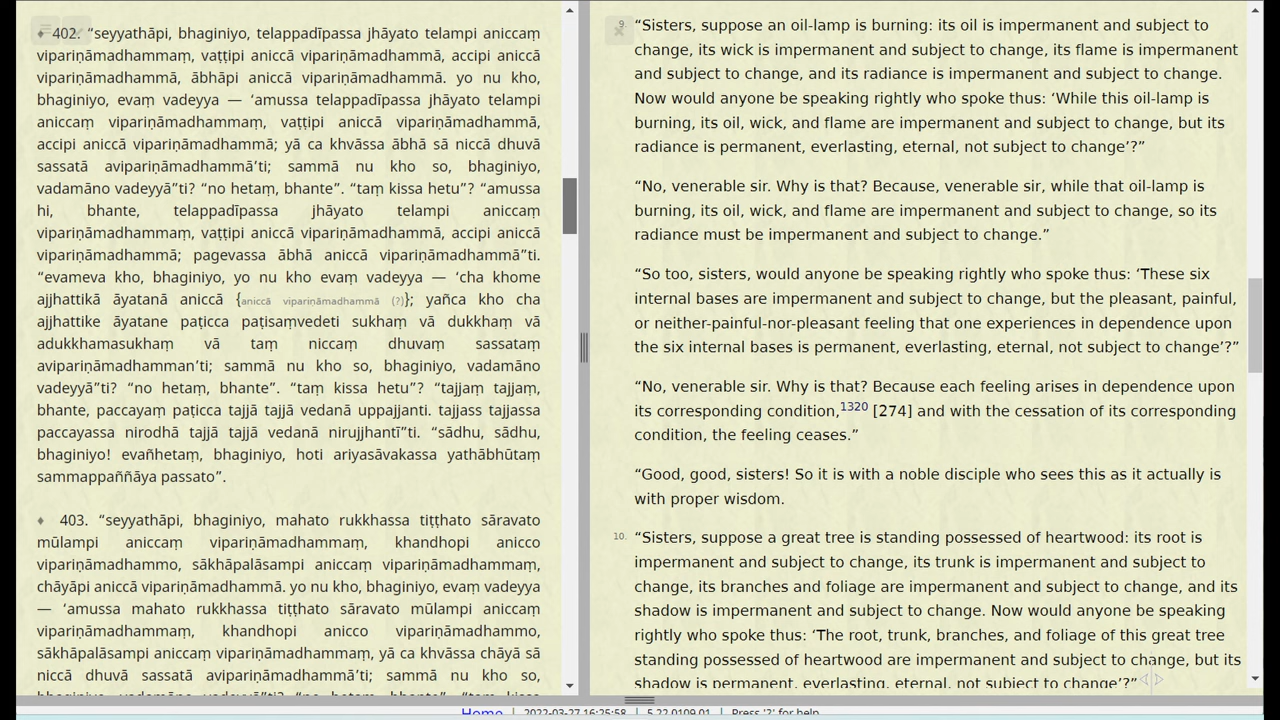 ♦ 402. “seyyathāpi, bhaginiyo, telappadīpassa jhāyato telampi aniccaṃ
vipariṇāmadhammaṃ, vaṭṭipi aniccā vipariṇāmadhammā, accipi aniccā
vipariṇāmadhammā, ābhāpi aniccā vipariṇāmadhammā. yo nu kho,
bhaginiyo, evaṃ vadeyya — ‘amussa telappadīpassa jhāyato telampi
aniccaṃ vipariṇāmadhammaṃ, vaṭṭipi aniccā vipariṇāmadhammā,
accipi aniccā vipariṇāmadhammā; yā ca khvāssa ābhā sā niccā dhuvā
sassatā avipariṇāmadhammā’ti; sammā nu kho so, bhaginiyo,
vadamāno vadeyyā”ti? “no hetaṃ, bhante”. “taṃ kissa hetu”? “amussa
hi, bhante, telappadīpassa jhāyato telampi aniccaṃ
vipariṇāmadhammaṃ, vaṭṭipi aniccā vipariṇāmadhammā, accipi aniccā
vipariṇāmadhammā; pagevassa ābhā aniccā vipariṇāmadhammā”ti.
“evameva kho, bhaginiyo, yo nu kho evaṃ vadeyya — ‘cha khome
ajjhattikā āyatanā aniccā {aniccā vipariṇāmadhammā (?)}; yañca kho cha
ajjhattike āyatane paṭicca paṭisaṃvedeti sukhaṃ vā dukkhaṃ vā
adukkhamasukhaṃ vā taṃ niccaṃ dhuvaṃ sassataṃ
avipariṇāmadhamman’ti; sammā nu kho so, bhaginiyo, vadamāno
vadeyyā”ti? “no hetaṃ, bhante”. “taṃ kissa hetu”? “tajjaṃ tajjaṃ,
bhante, paccayaṃ paṭicca tajjā tajjā vedanā uppajjanti. tajjass tajjassa
paccayassa nirodhā tajjā tajjā vedanā nirujjhantī”ti. “sādhu, sādhu,
bhaginiyo! evañhetaṃ, bhaginiyo, hoti ariyasāvakassa yathābhūtaṃ
sammappaññāya passato”.
♦ 403. “seyyathāpi, bhaginiyo, mahato rukkhassa tiṭṭhato sāravato
mūlampi aniccaṃ vipariṇāmadhammaṃ, khandhopi anicco
vipariṇāmadhammo, sākhāpalāsampi aniccaṃ vipariṇāmadhammaṃ,
chāyāpi aniccā vipariṇāmadhammā. yo nu kho, bhaginiyo, evaṃ vadeyya
— ‘amussa mahato rukkhassa tiṭṭhato sāravato mūlampi aniccaṃ
vipariṇāmadhammaṃ, khandhopi anicco vipariṇāmadhammo,
sākhāpalāsampi aniccaṃ vipariṇāmadhammaṃ, yā ca khvāssa chāyā sā
niccā dhuvā sassatā avipariṇāmadhammā’ti; sammā nu kho so,
bhaginiyo, vadamāno vadeyyā”ti? “no hetaṃ, bhante”. “taṃ kissa
9. “Sisters, suppose an oil-lamp is burning: its oil is impermanent and subject to
change, its wick is impermanent and subject to change, its flame is impermanent
and subject to change, and its radiance is impermanent and subject to change.
Now would anyone be speaking rightly who spoke thus: ‘While this oil-lamp is
burning, its oil, wick, and flame are impermanent and subject to change, but its
radiance is permanent, everlasting, eternal, not subject to change’?”
“No, venerable sir. Why is that? Because, venerable sir, while that oil-lamp is
burning, its oil, wick, and flame are impermanent and subject to change, so its
radiance must be impermanent and subject to change.”
“So too, sisters, would anyone be speaking rightly who spoke thus: ‘These six
internal bases are impermanent and subject to change, but the pleasant, painful,
or neither-painful-nor-pleasant feeling that one experiences in dependence upon
the six internal bases is permanent, everlasting, eternal, not subject to change’?”
“No, venerable sir. Why is that? Because each feeling arises in dependence upon
its corresponding condition,1320 [274] and with the cessation of its corresponding
condition, the feeling ceases.”
“Good, good, sisters! So it is with a noble disciple who sees this as it actually is
with proper wisdom.
10. “Sisters, suppose a great tree is standing possessed of heartwood: its root is
impermanent and subject to change, its trunk is impermanent and subject to
change, its branches and foliage are impermanent and subject to change, and its
shadow is impermanent and subject to change. Now would anyone be speaking
rightly who spoke thus: ‘The root, trunk, branches, and foliage of this great tree
standing possessed of heartwood are impermanent and subject to change, but its
shadow is permanent, everlasting, eternal, not subject to change’?”
Home | 2022-03-27 16:25:58 | 5.22.0109.01 | Press '?' for help